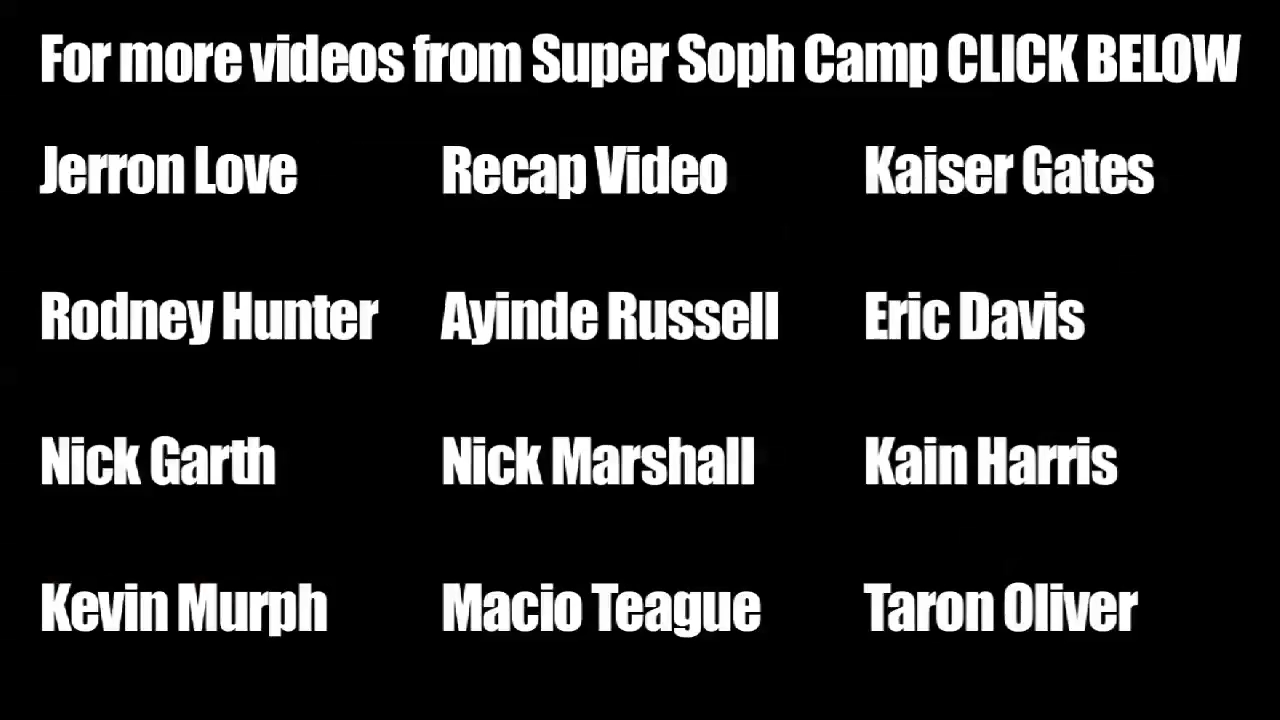 For more videos from Super Soph Camp CLICK BELOW
Jerron Love Recap Video Kaiser Gates
Rodney Hunter Ayinde Russell Eric Davis
Nick Garth Nick Marshall Kain Harris
Kevin Murph Macio Teague Taron Oliver